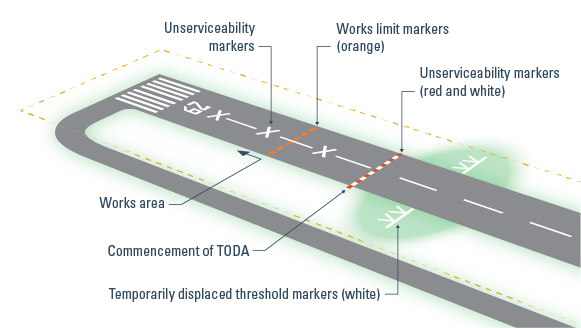 Unserviceability
markers
Works limit markers
(orange)
Unserviceability markers
(red and white)
25
X
X
X
Works area
Commencement of TODA
Temporarily displaced threshold markers (white)